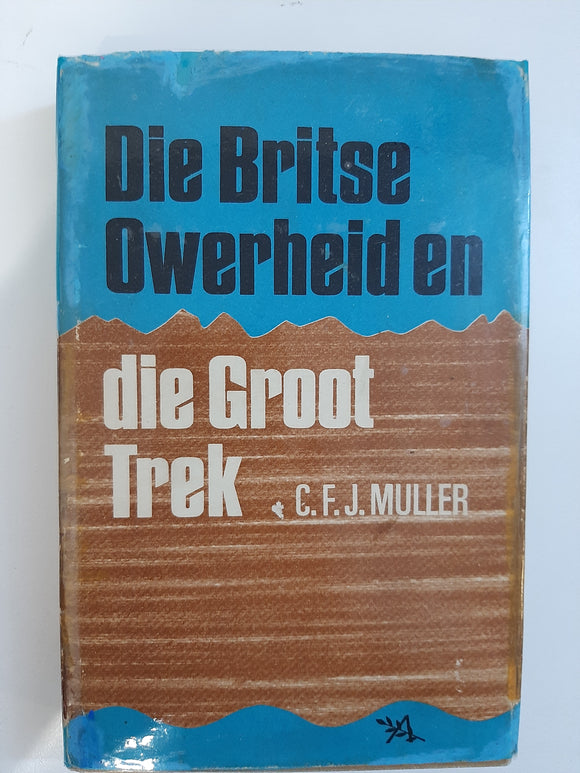 Die Britse
Owerheid en
die Groot
Trek
C. F. J. MULLER